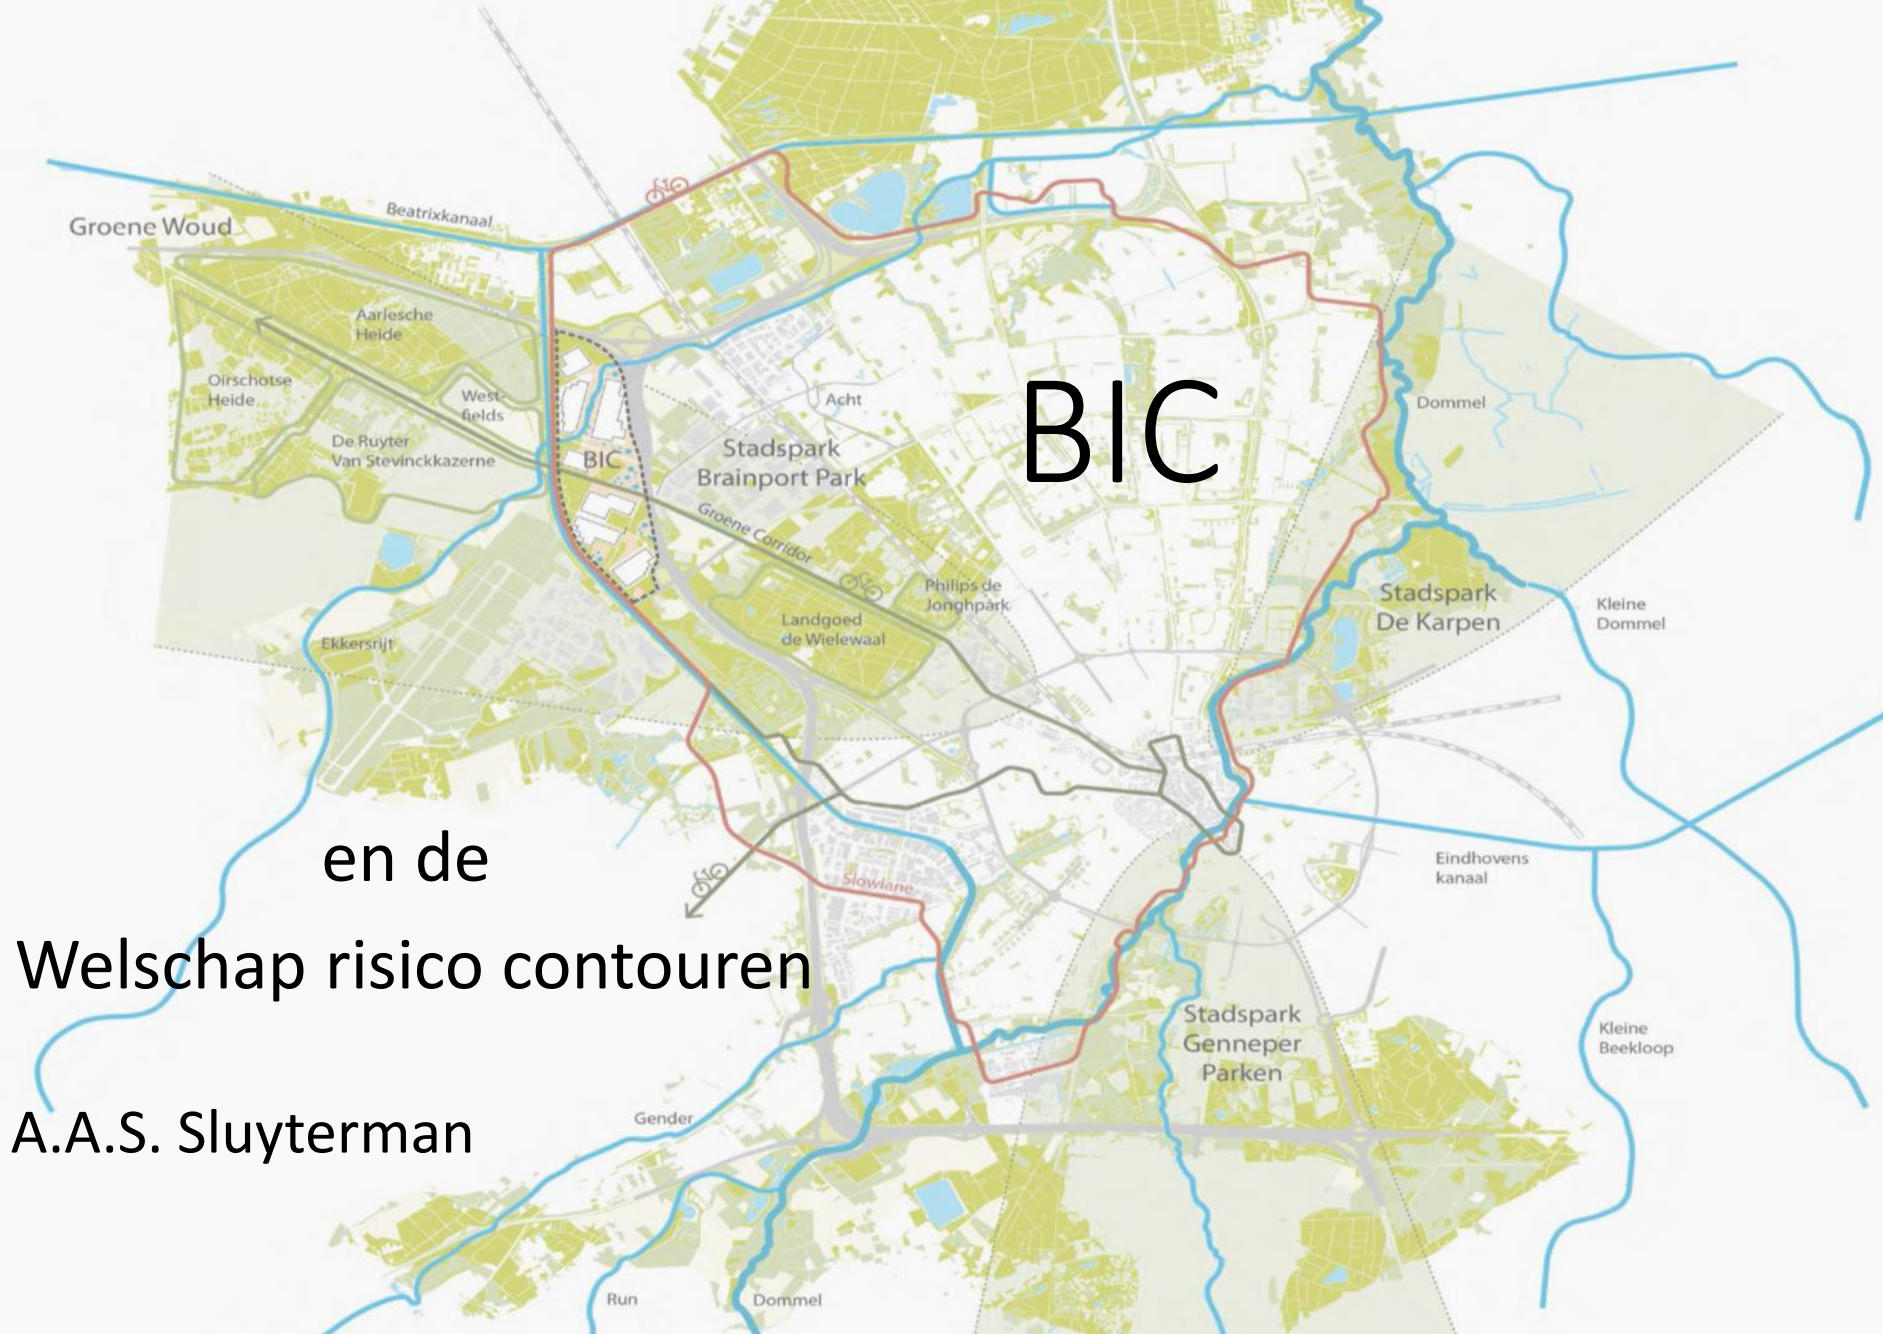 Beatrixkanaal
Groene Woud
Aarlesche
Heide
Oirschotse
Heide
West-
fields
De Ruyter
Van Stevinckkazerne
BIC
Acht
Stadspark
Brainport Park
BIC
Dommel
Groene Corridor
Philips de
Jonghpark
Landgoed
de Wielewaal
Stadspark
De Karpen
Kleine
Dommel
Ekkersrijt
en de
Welschap risico contouren
A.A.S. Sluyterman
Slowlane
Eindhovens
kanaal
Stadspark
Genneper
Parken
Kleine
Beekloop
Gender
Run
Dommel